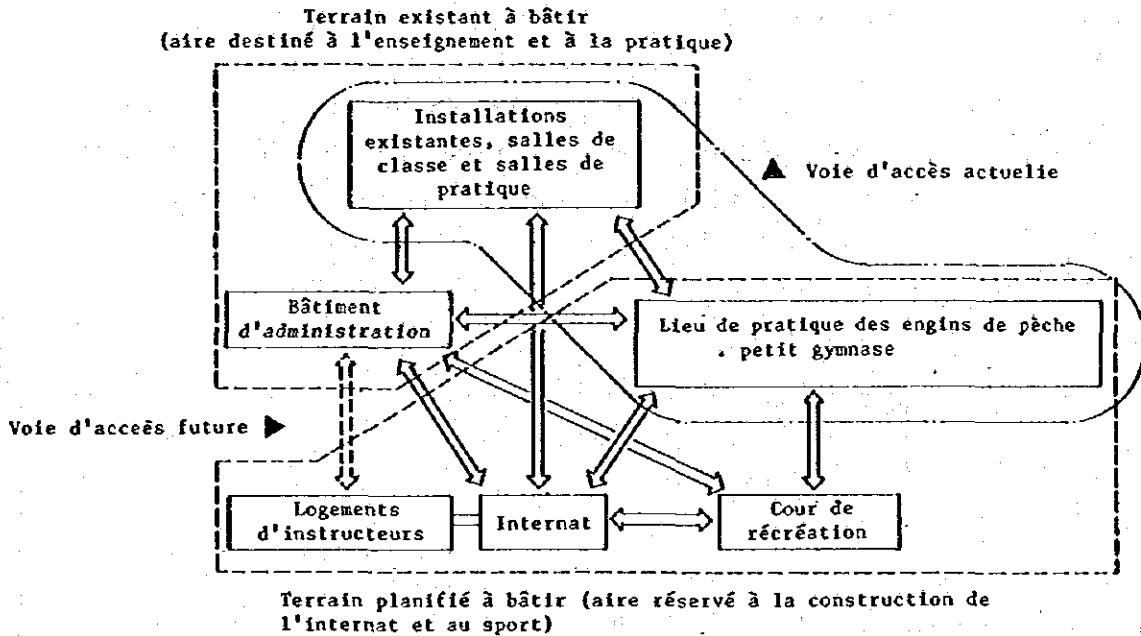 Terrain existant à bâtir
(aire destiné à l'enseignement et à la pratique)
Installations
existantes, salles de
classe et salles de
pratique
▲ Voie d'accès actuelle
Bâtiment
d'administration
Lieu de pratique des engins de pêche
. petit gymnase
Voie d'acceès future ▶
Logements
d'instructeurs
Internat
Cour de
récréation
Terrain planifié à bâtir (aire réservé à la construction de
l'internat et au sport)